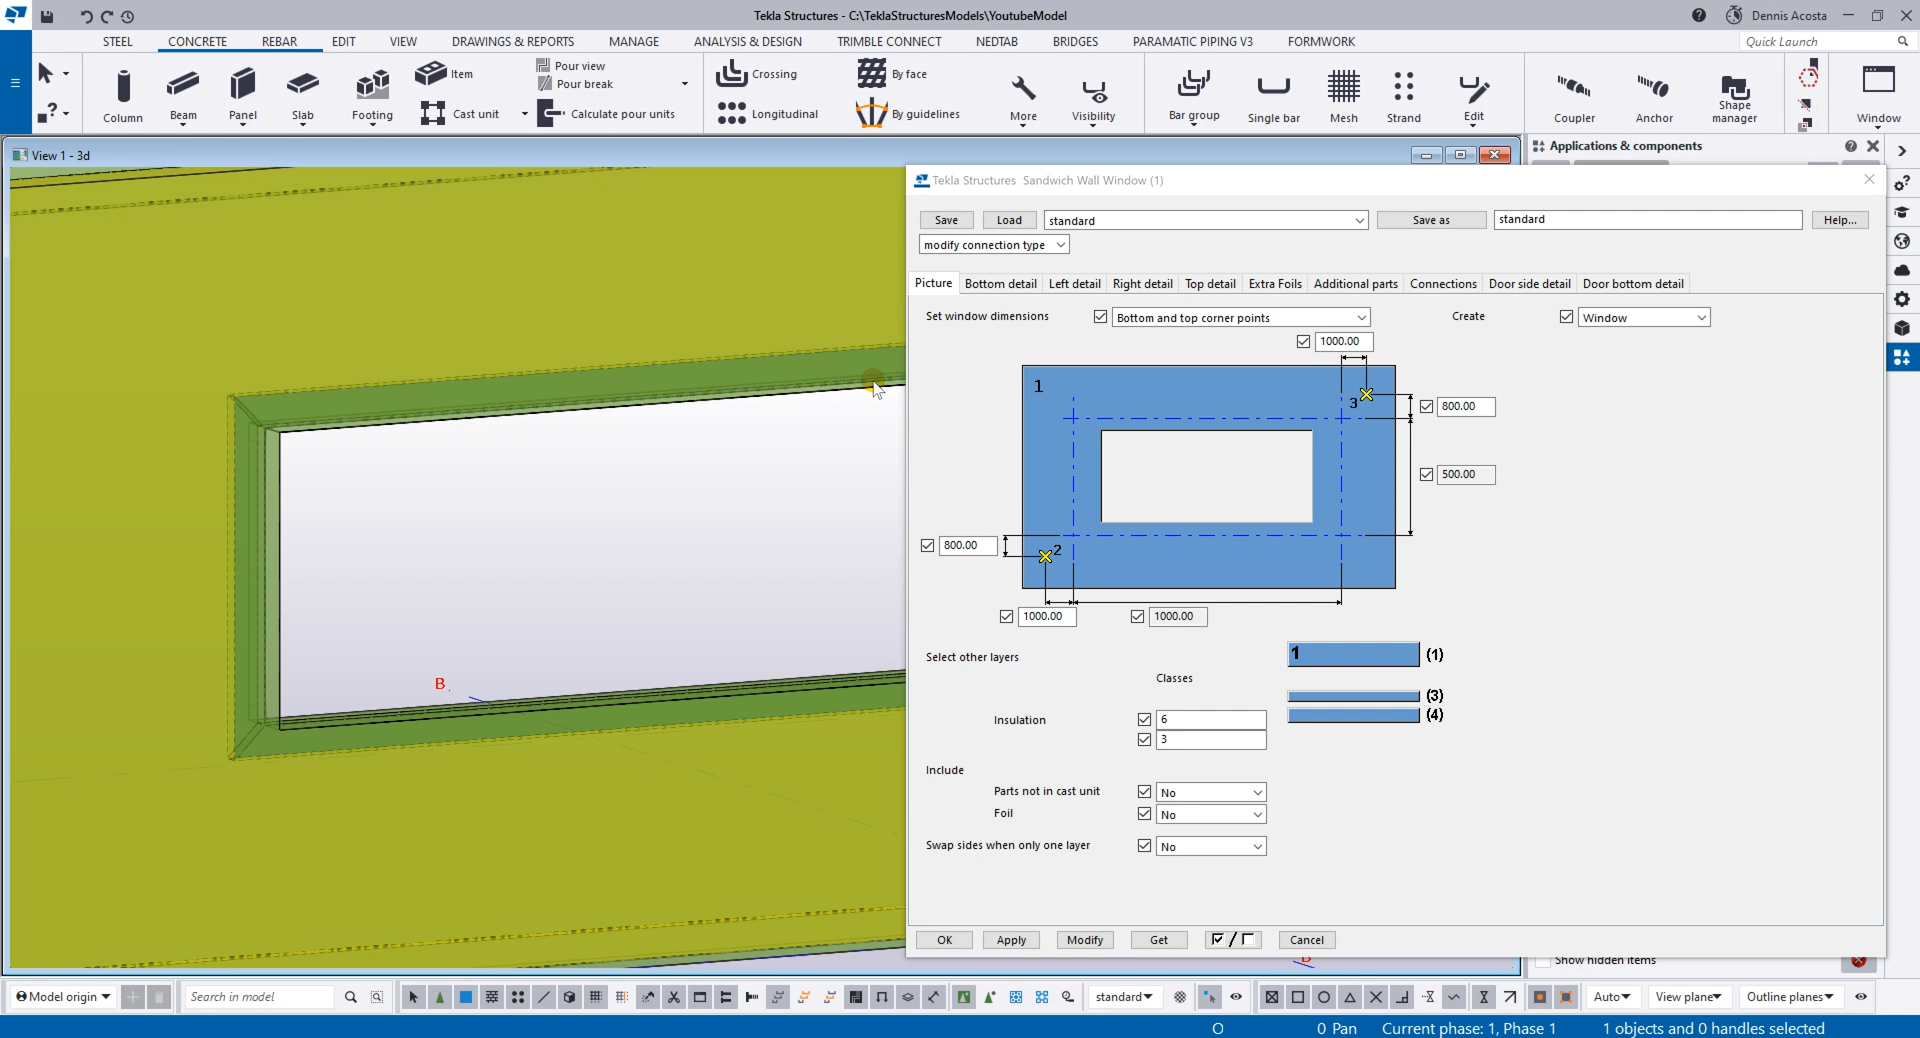 Tekla Structures - C:\TeklaStructuresModels\YoutubeModel
Dennis Acosta
STEEL CONCRETE REBAR EDIT VIEW DRAWINGS & REPORTS MANAGE ANALYSIS & DESIGN TRIMBLE CONNECT NEDTAB BRIDGES PARAMATIC PIPING V3 FORMWORK
Quick Launch
Column
Beam
Panel
Slab
Footing
Item
Cast unit
Pour view
Pour break
Calculate pour units
Crossing
Longitudinal
By face
By guidelines
More
Visibility
Bar group
Single bar
Mesh
Strand
Edit
Coupler
Anchor
Shape manager
Window
View 1 - 3d
Applications & components
Tekla Structures Sandwich Wall Window (1)
Save Load standard Save as standard Help...
modify connection type
Picture Bottom detail Left detail Right detail Top detail Extra Foils Additional parts Connections Door side detail Door bottom detail
Set window dimensions Bottom and top corner points Create Window
1000.00
1
3
800.00
500.00
800.00
2
1000.00 1000.00
Select other layers
1 (1)
Classes
(3)
(4)
Insulation 6
3
Include
Parts not in cast unit No
Foil No
Swap sides when only one layer No
OK Apply Modify Get / Cancel
B
B
Show hidden items
Model origin Search in model standard Auto View plane Outline planes
O 0 Pan Current phase: 1, Phase 1 1 objects and 0 handles selected